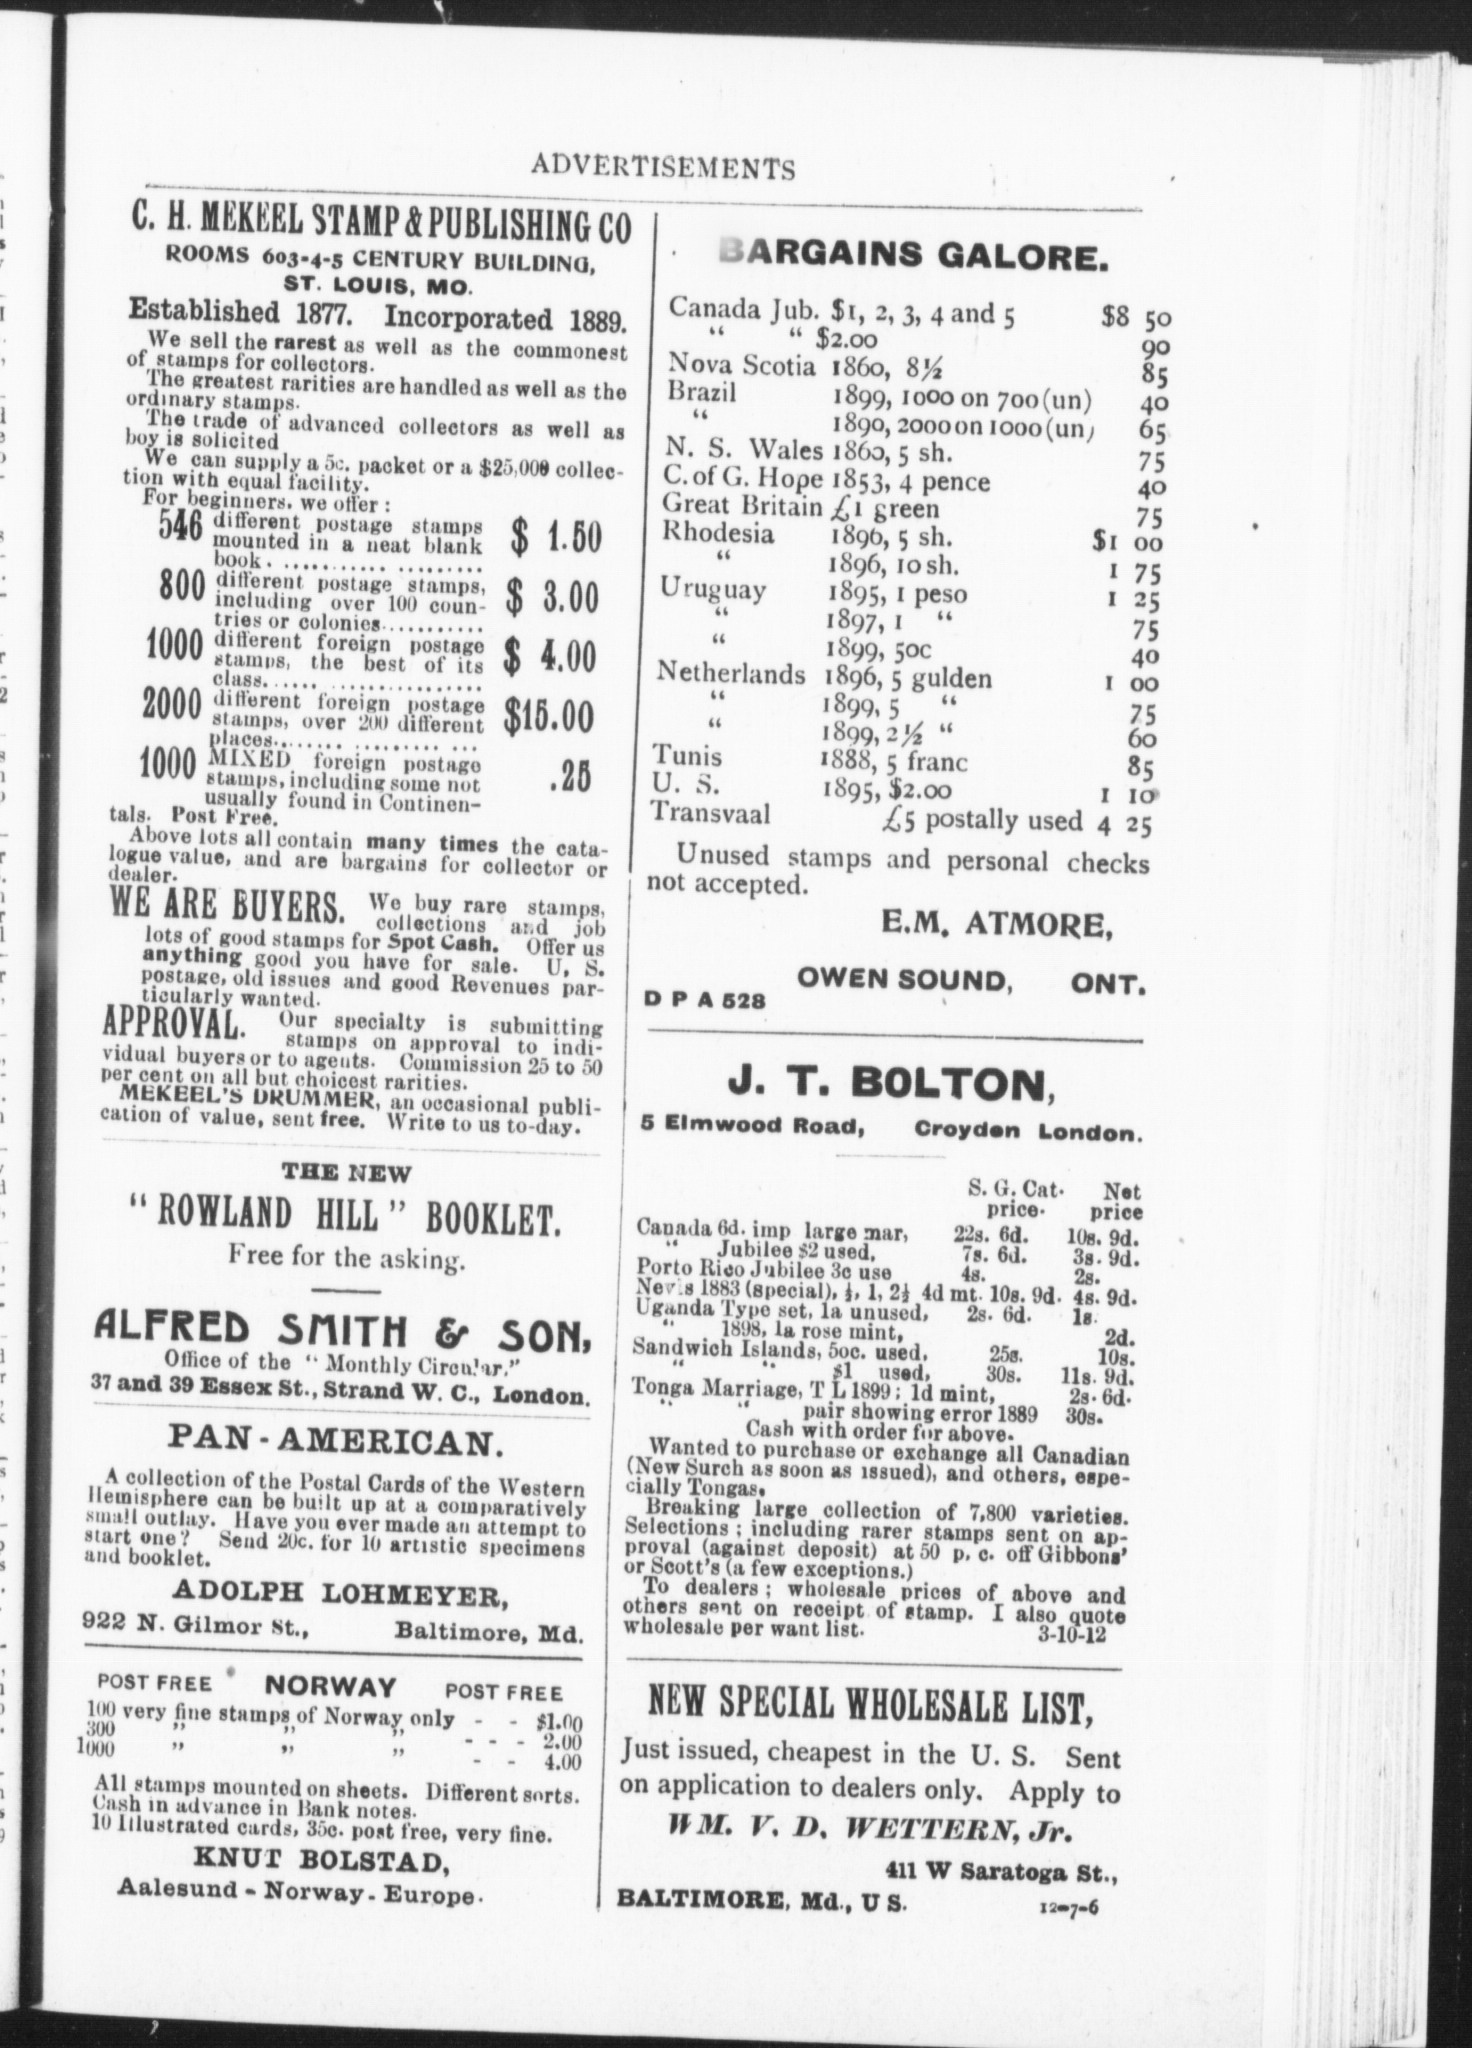 ADVERTISEMENTS
C. H. MEKEEL STAMP & PUBLISHING CO
ROOMS 603-4-5 CENTURY BUILDING,
ST. LOUIS, MO.
Established 1877. Incorporated 1889.
We sell the rarest as well as the commonest
of stamps for collectors.
The greatest rarities are handled as well as the
ordinary stamps.
The trade of advanced collectors as well as
boy is solicited
We can supply a 5c. packet or a $25,000 collec-
tion with equal facility.
For beginners, we offer :
546 different postage stamps
mounted in a neat blank $ 1.50
book. ........................
800 different postage stamps,
including over 100 coun- $ 3.00
tries or colonies...........
1000 different foreign postage
stamps, the best of its $ 4.00
class........................
2000 different foreign postage
stamps, over 200 different $15.00
places........................
1000 MIXED foreign postage
stamps, including some not .25
usually found in Continen-
tals. Post Free.
Above lots all contain many times the cata-
logue value, and are bargains for collector or
dealer.
WE ARE BUYERS. We buy rare stamps,
collections and job
lots of good stamps for Spot Cash. Offer us
anything good you have for sale. U. S.
postage, old issues and good Revenues par-
ticularly wanted.
APPROVAL. Our specialty is submitting
stamps on approval to indi-
vidual buyers or to agents. Commission 25 to 50
per cent on all but choicest rarities.
MEKEEL'S DRUMMER, an occasional publi-
cation of value, sent free. Write to us to-day.
THE NEW
"ROWLAND HILL" BOOKLET.
Free for the asking.
ALFRED SMITH & SON,
Office of the "Monthly Circular."
37 and 39 Essex St., Strand W. C., London.
PAN-AMERICAN.
A collection of the Postal Cards of the Western
Hemisphere can be built up at a comparatively
small outlay. Have you ever made an attempt to
start one? Send 20c. for 10 artistic specimens
and booklet.
ADOLPH LOHMEYER,
922 N. Gilmor St., Baltimore, Md.
POST FREE NORWAY POST FREE
100 very fine stamps of Norway only - - $1.00
300 " " " - - - 2.00
1000 " " " - - 4.00
All stamps mounted on sheets. Different sorts.
Cash in advance in Bank notes.
10 Illustrated cards, 35c. post free, very fine.
KNUT BOLSTAD,
Aalesund - Norway - Europe.
BARGAINS GALORE.
Canada Jub. $1, 2, 3, 4 and 5 $8 50
" " $2.00 90
Nova Scotia 1860, 8½ 85
Brazil 1899, 1000 on 700 (un) 40
" 1890, 2000 on 1000 (un) 65
N. S. Wales 1860, 5 sh. 75
C. of G. Hope 1853, 4 pence 40
Great Britain £1 green 75
Rhodesia 1896, 5 sh. $1 00
" 1896, 10 sh. 1 75
Uruguay 1895, 1 peso 1 25
" 1897, 1 " 75
" 1899, 50c 40
Netherlands 1896, 5 gulden 1 00
" 1899, 5 " 75
" 1899, 2½ " 60
Tunis 1888, 5 franc 85
U. S. 1895, $2.00 1 10
Transvaal £5 postally used 4 25
Unused stamps and personal checks
not accepted.
E.M. ATMORE,
OWEN SOUND, ONT.
D P A 528
J. T. BOLTON,
5 Elmwood Road, Croyden London.
S. G. Cat. Net
price. price
Canada 6d. imp large mar, 22s. 6d. 10s. 9d.
" Jubilee $2 used, 7s. 6d. 3s. 9d.
Porto Rico Jubilee 3c use 4s. 2s.
Nevis 1883 (special), ½, 1, 2½ 4d mt. 10s. 9d. 4s. 9d.
Uganda Type set, 1a unused, 2s. 6d. 1s.
" 1898, 1a rose mint, 2d.
Sandwich Islands, 5oc. used, 25s. 10s.
" " $1 used, 30s. 11s. 9d.
Tonga Marriage, T L 1899; 1d mint, 2s. 6d.
" " pair showing error 1889 30s.
Cash with order for above.
Wanted to purchase or exchange all Canadian
(New Surch as soon as issued), and others, espe-
cially Tongas.
Breaking large collection of 7,800 varieties.
Selections; including rarer stamps sent on ap-
proval (against deposit) at 50 p. c. off Gibbons'
or Scott's (a few exceptions.)
To dealers; wholesale prices of above and
others sent on receipt of stamp. I also quote
wholesale per want list. 3-10-12
NEW SPECIAL WHOLESALE LIST,
Just issued, cheapest in the U. S. Sent
on application to dealers only. Apply to
WM. V. D. WETTERN, Jr.
411 W Saratoga St.,
BALTIMORE, Md., U S. 12-7-6